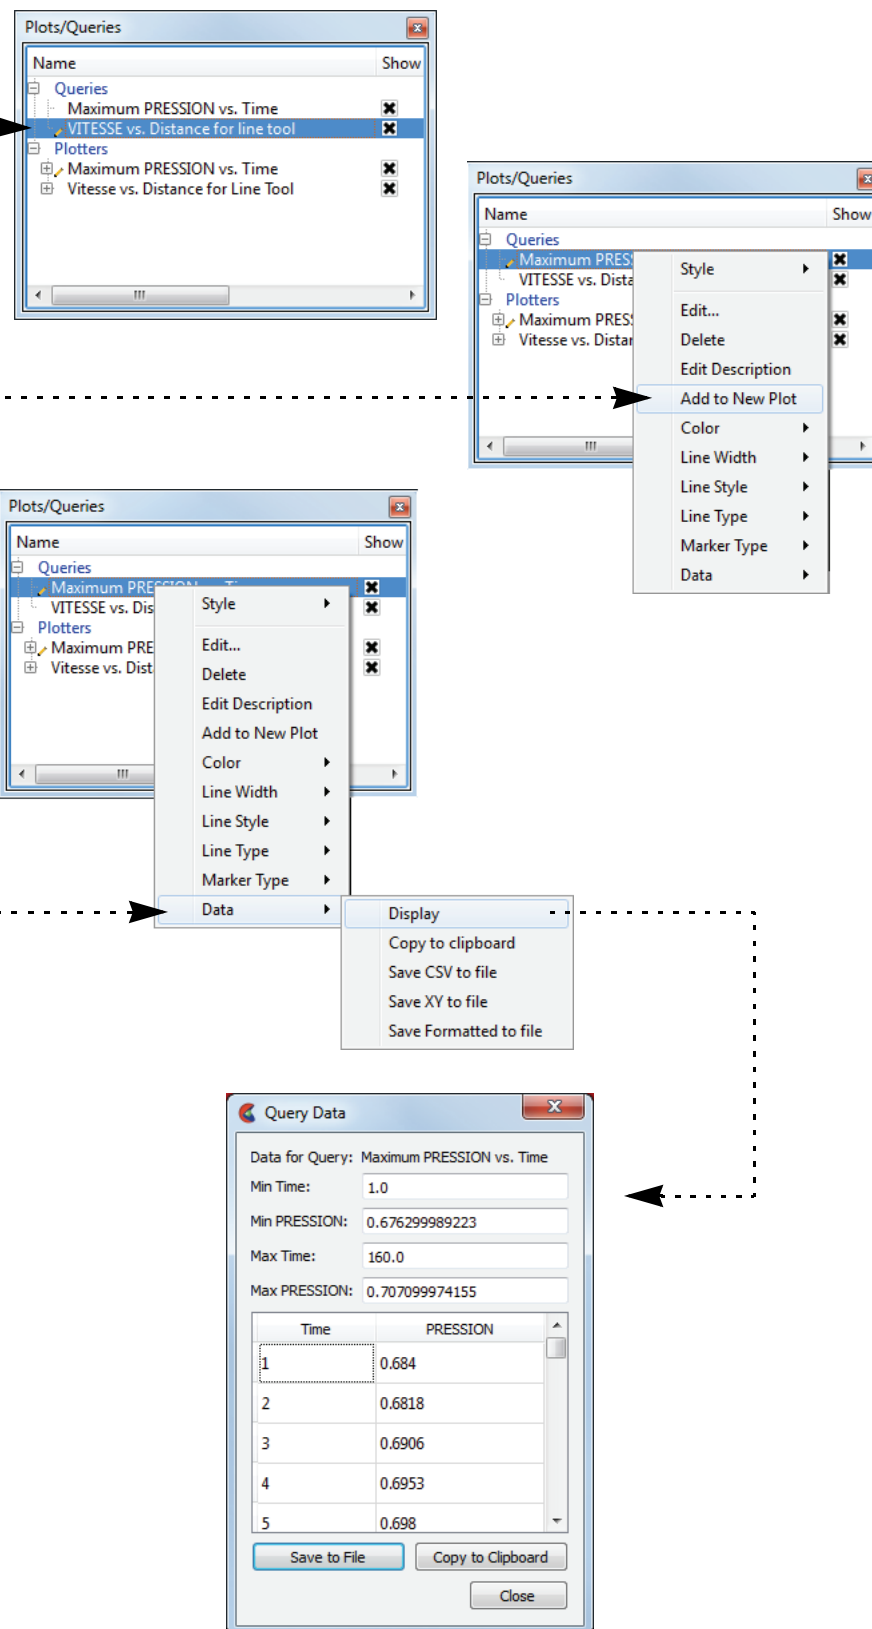 Plots/Queries
Name Show
Queries
Maximum PRESSION vs. Time
VITESSE vs. Distance for line tool
Plotters
Maximum PRESSION vs. Time
Vitesse vs. Distance for Line Tool
Plots/Queries
Name Show
Queries
Maximum PRES
VITESSE vs. Dista
Plotters
Maximum PRES
Vitesse vs. Distar
Style
Edit...
Delete
Edit Description
Add to New Plot
Color
Line Width
Line Style
Line Type
Marker Type
Data
Plots/Queries
Name Show
Queries
Maximum PRESSION vs. Time
VITESSE vs. Dis
Plotters
Maximum PRE
Vitesse vs. Dist
Style
Edit...
Delete
Edit Description
Add to New Plot
Color
Line Width
Line Style
Line Type
Marker Type
Data
Display
Copy to clipboard
Save CSV to file
Save XY to file
Save Formatted to file
Query Data
Data for Query: Maximum PRESSION vs. Time
Min Time: 1.0
Min PRESSION: 0.676299989223
Max Time: 160.0
Max PRESSION: 0.707099974155
Time PRESSION
1 0.684
2 0.6818
3 0.6906
4 0.6953
5 0.698
Save to File Copy to Clipboard
Close